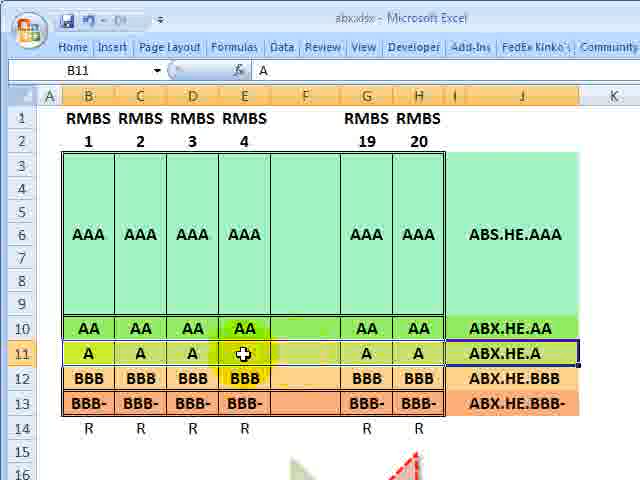 abx.xlsx - Microsoft Excel
Home Insert Page Layout Formulas Data Review View Developer Add-Ins FedEx Kinko's Community
B11 fx A
A B C D E F G H I J K
1 RMBS RMBS RMBS RMBS RMBS RMBS
2 1 2 3 4 19 20
3
4
5
6 AAA AAA AAA AAA AAA AAA ABS.HE.AAA
7
8
9
10 AA AA AA AA AA AA ABX.HE.AA
11 A A A A A ABX.HE.A
12 BBB BBB BBB BBB BBB BBB ABX.HE.BBB
13 BBB- BBB- BBB- BBB- BBB- BBB- ABX.HE.BBB-
14 R R R R R R
15
16